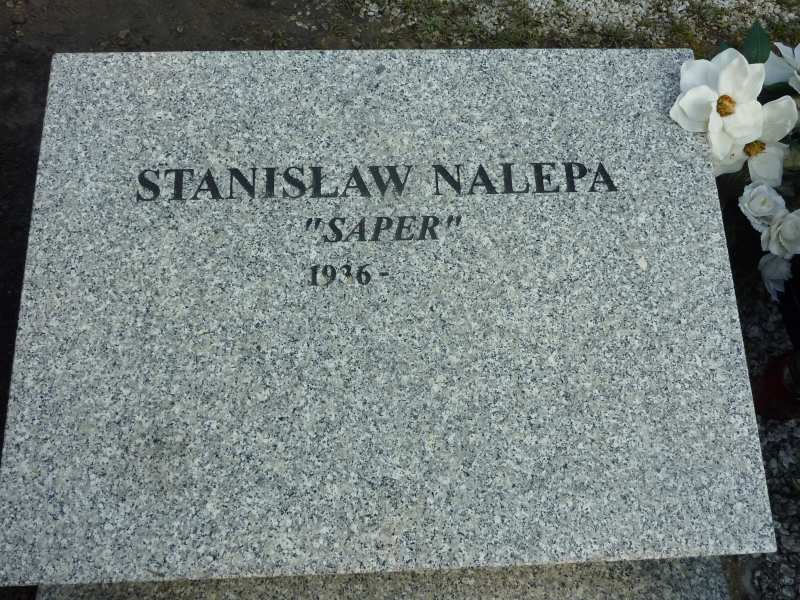 STANISŁAW NALEPA
"SAPER"
1936 -